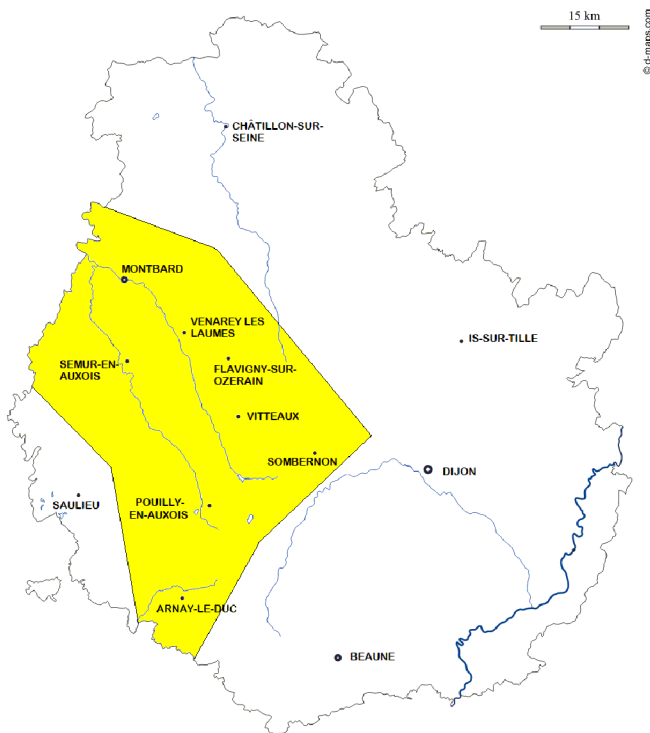 15 km
© d-maps.com
CHÂTILLON-SUR-
SEINE
MONTBARD
VENAREY LES
LAUMES
IS-SUR-TILLE
SEMUR-EN-
AUXOIS
FLAVIGNY-SUR-
OZERAIN
VITTEAUX
SOMBERNON
DIJON
SAULIEU
POUILLY-
EN-AUXOIS
ARNAY-LE-DUC
BEAUNE